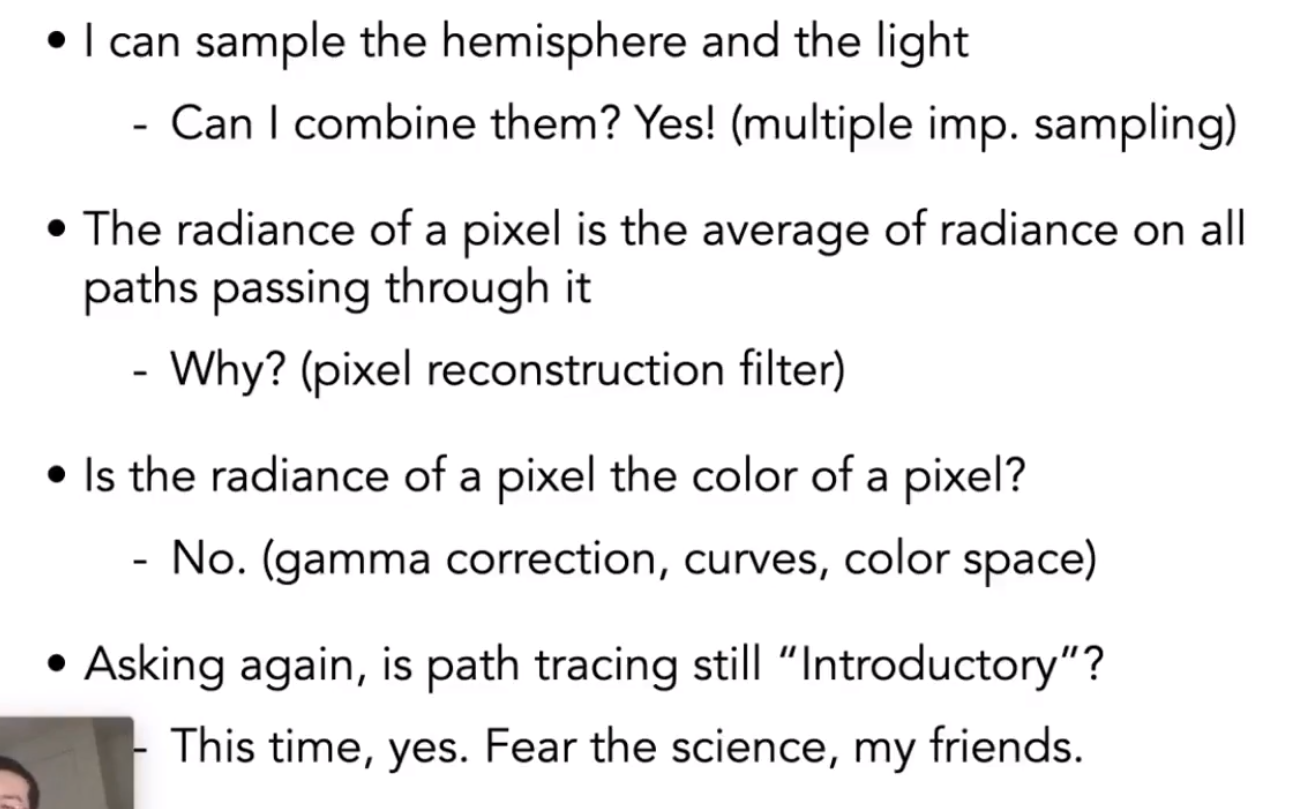 • I can sample the hemisphere and the light
- Can I combine them? Yes! (multiple imp. sampling)
• The radiance of a pixel is the average of radiance on all
paths passing through it
- Why? (pixel reconstruction filter)
• Is the radiance of a pixel the color of a pixel?
- No. (gamma correction, curves, color space)
• Asking again, is path tracing still “Introductory”?
- This time, yes. Fear the science, my friends.